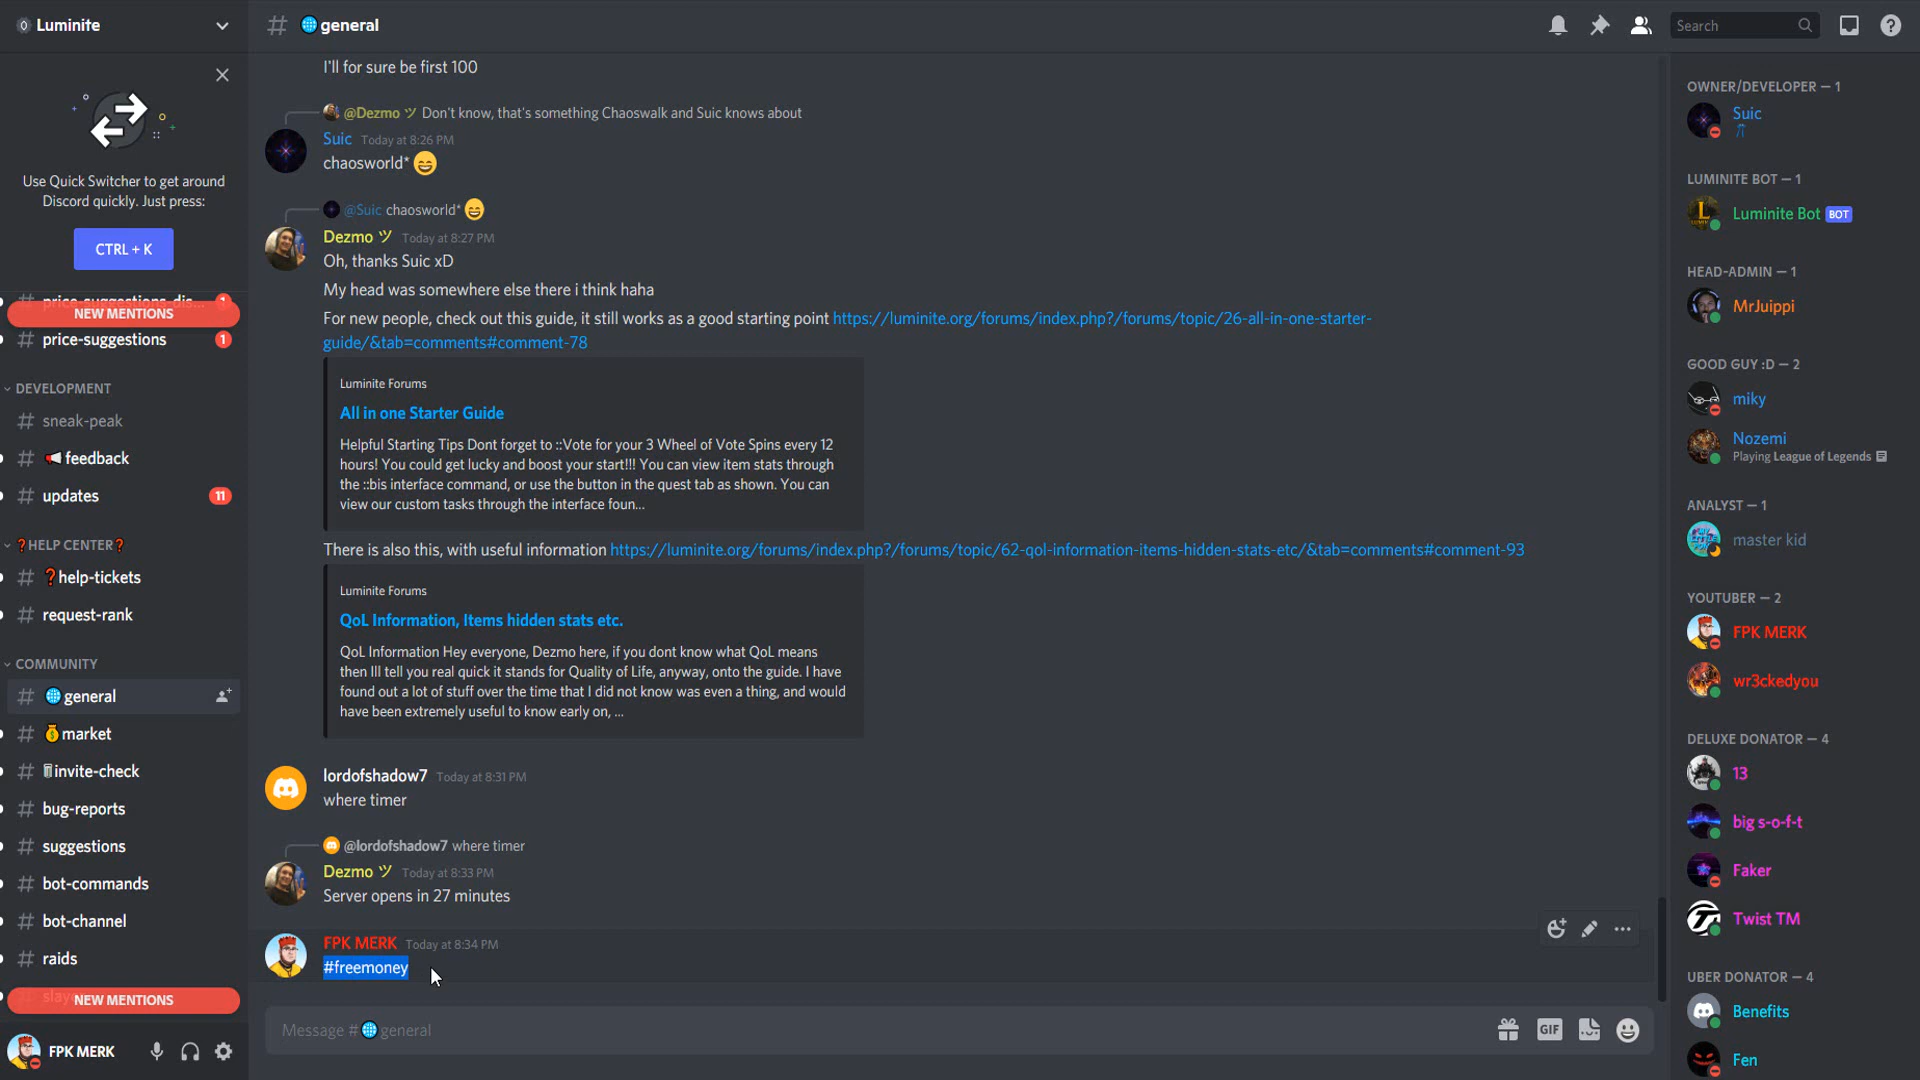 Luminite
Use Quick Switcher to get around
Discord quickly. Just press:
CTRL + K
price-suggestions-dis... 1
NEW MENTIONS
# price-suggestions 1
DEVELOPMENT
# sneak-peak
# 📢feedback
# updates 11
❓HELP CENTER❓
# ❓help-tickets
# request-rank
COMMUNITY
# 🌐general
# 💰market
# invite-check
# bug-reports
# suggestions
# bot-commands
# bot-channel
# raids
NEW MENTIONS
FPK MERK
# 🌐general
Search
I'll for sure be first 100
@Dezmo ツ Don't know, that's something Chaoswalk and Suic knows about
Suic Today at 8:26 PM
chaosworld* 😄
@Suic chaosworld* 😄
Dezmo ツ Today at 8:27 PM
Oh, thanks Suic xD
My head was somewhere else there i think haha
For new people, check out this guide, it still works as a good starting point https://luminite.org/forums/index.php?/forums/topic/26-all-in-one-starter-
guide/&tab=comments#comment-78
Luminite Forums
All in one Starter Guide
Helpful Starting Tips Dont forget to ::Vote for your 3 Wheel of Vote Spins every 12
hours! You could get lucky and boost your start!!! You can view item stats through
the ::bis interface command, or use the button in the quest tab as shown. You can
view our custom tasks through the interface foun...
There is also this, with useful information https://luminite.org/forums/index.php?/forums/topic/62-qol-information-items-hidden-stats-etc/&tab=comments#comment-93
Luminite Forums
QoL Information, Items hidden stats etc.
QoL Information Hey everyone, Dezmo here, if you dont know what QoL means
then Ill tell you real quick it stands for Quality of Life, anyway, onto the guide. I have
found out a lot of stuff over the time that I did not know was even a thing, and would
have been extremely useful to know early on, ...
lordofshadow7 Today at 8:31 PM
where timer
@lordofshadow7 where timer
Dezmo ツ Today at 8:33 PM
Server opens in 27 minutes
FPK MERK Today at 8:34 PM
#freemoney
Message #🌐general
GIF
OWNER/DEVELOPER — 1
Suic
LUMINITE BOT — 1
Luminite Bot BOT
HEAD-ADMIN — 1
MrJuippi
GOOD GUY :D — 2
miky
Nozemi
Playing League of Legends
ANALYST — 1
master kid
YOUTUBER — 2
FPK MERK
wr3ckedyou
DELUXE DONATOR — 4
13
big s-o-f-t
Faker
Twist TM
UBER DONATOR — 4
Benefits
Fen